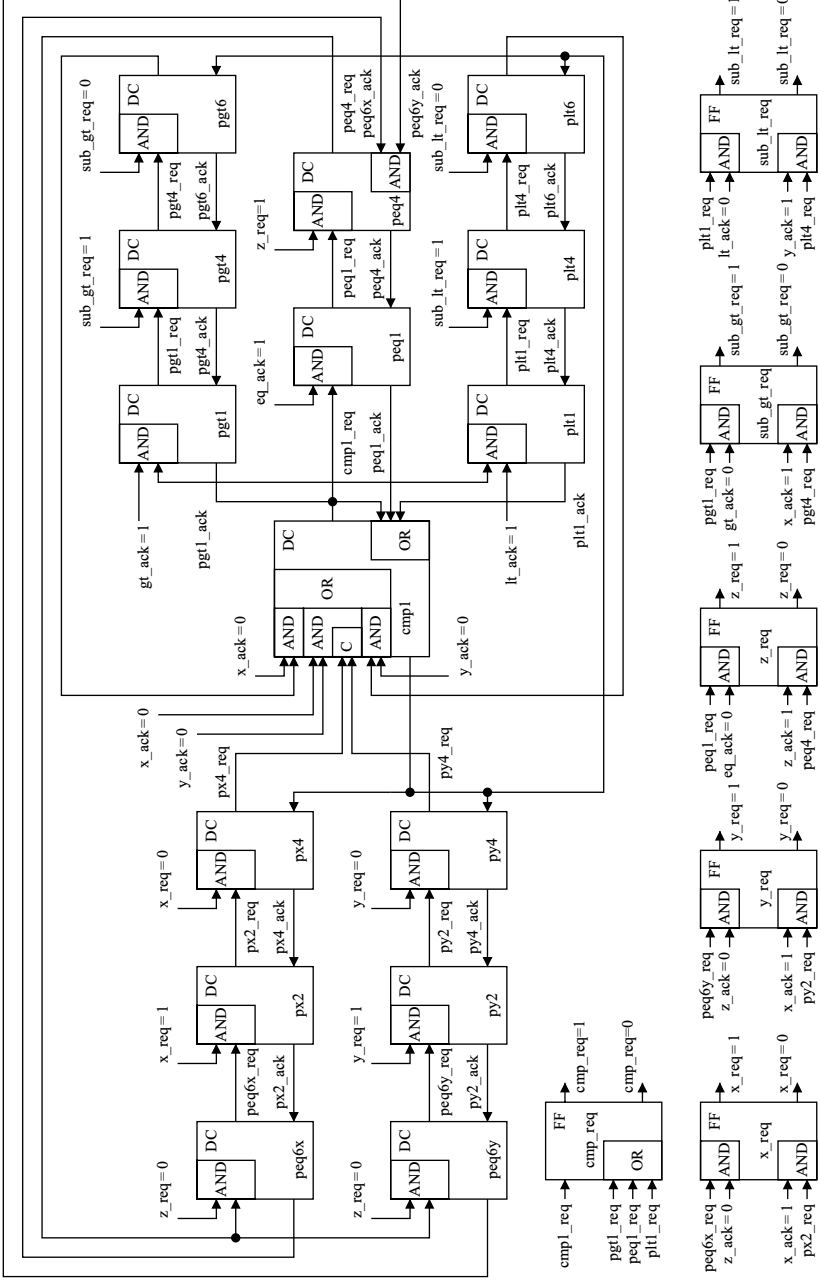 sub_gt_req=1
sub_gt_req=0
gt_ack = 1
DC
AND
pgt1
pgt1_req
pgt4_ack
DC
AND
pgt4
pgt4_req
pgt6_ack
DC
AND
pgt6
pgt1_ack
eq_ack = 1
z_req=1
cmp1_req
peq1_ack
DC
AND
peq1
peq1_req
peq4_ack
DC
AND
AND
peq4
peq4_req
peq6x_ack
peq6y_ack
sub_lt_req=1
sub_lt_req=0
lt_ack = 1
DC
AND
plt1
plt1_req
plt4_ack
DC
AND
plt4
plt4_req
plt6_ack
DC
AND
plt6
plt1_ack
x_ack=0
DC
OR
OR
AND
AND
C
AND
cmp1
y_ack=0
x_ack = 0
y_ack = 0
px4_req
py4_req
z_req=0
DC
AND
peq6x
peq6x_req
px2_ack
x_req=1
DC
AND
px2
px2_req
px4_ack
x_req=0
DC
AND
px4
z_req=0
DC
AND
peq6y
peq6y_req
py2_ack
y_req=1
DC
AND
py2
py2_req
py4_ack
y_req=0
DC
AND
py4
cmp1_req
pgt1_req
peq1_req
plt1_req
FF
cmp_req
OR
cmp_req=1
cmp_req=0
peq6x_req
z_ack = 0
x_ack = 1
px2_req
FF
AND
x_req
AND
x_req=1
x_req=0
peq6y_req
z_ack=0
x_ack = 1
py2_req
FF
AND
y_req
AND
y_req=1
y_req=0
peq1_req
eq_ack = 0
z_ack = 1
peq4_req
FF
AND
z_req
AND
z_req=1
z_req=0
pgt1_req
gt_ack=0
x_ack = 1
pgt4_req
FF
AND
sub_gt_req
AND
sub_gt_req=1
sub_gt_req=0
plt1_req
lt_ack=0
y_ack = 1
plt4_req
FF
AND
sub_lt_req
AND
sub_lt_req=1
sub_lt_req=0